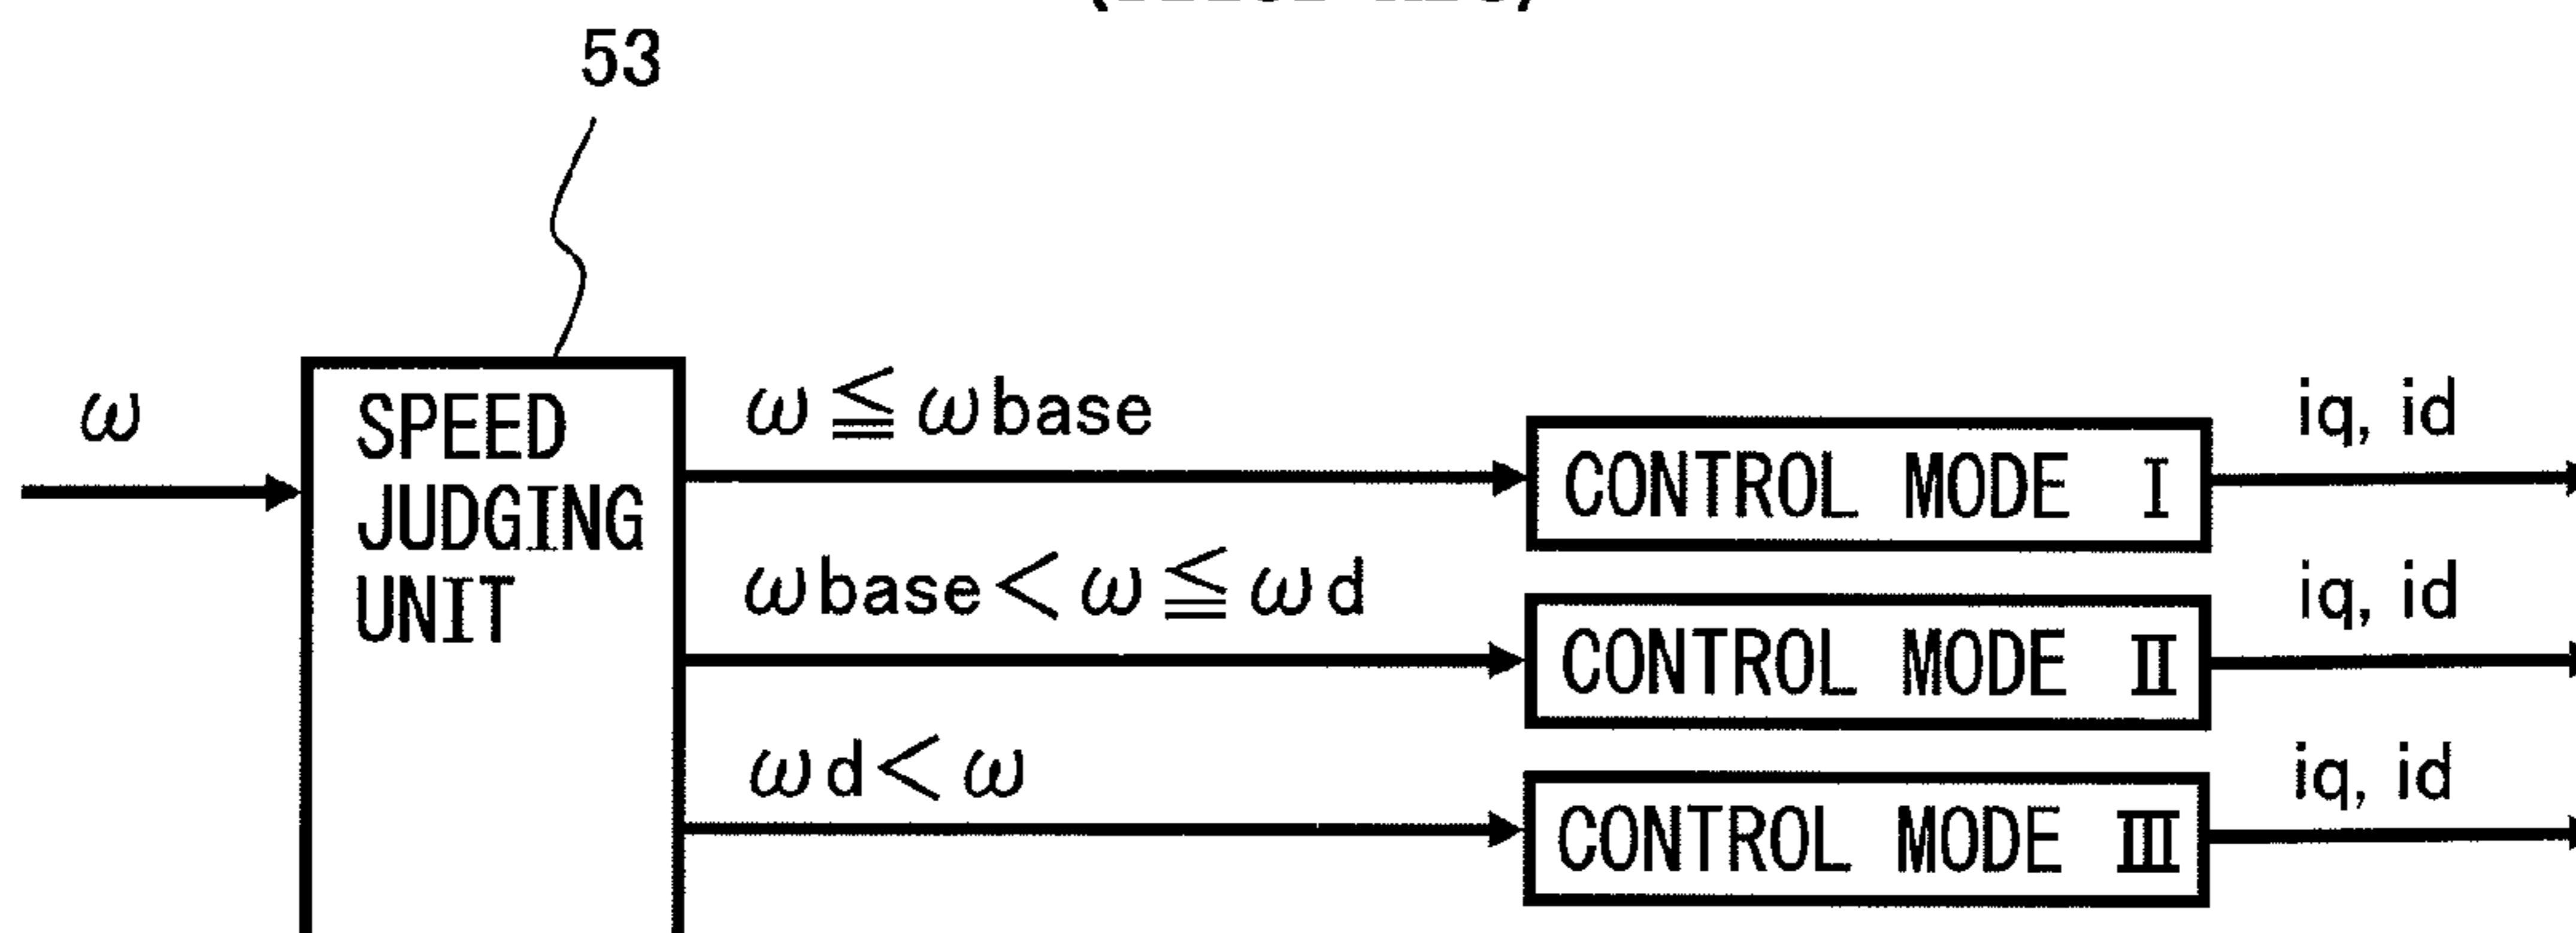 53
ω
SPEED
JUDGING
UNIT
ω≦ωbase
CONTROL MODE Ⅰ
iq, id
ωbase<ω≦ωd
CONTROL MODE Ⅱ
iq, id
ωd<ω
CONTROL MODE Ⅲ
iq, id